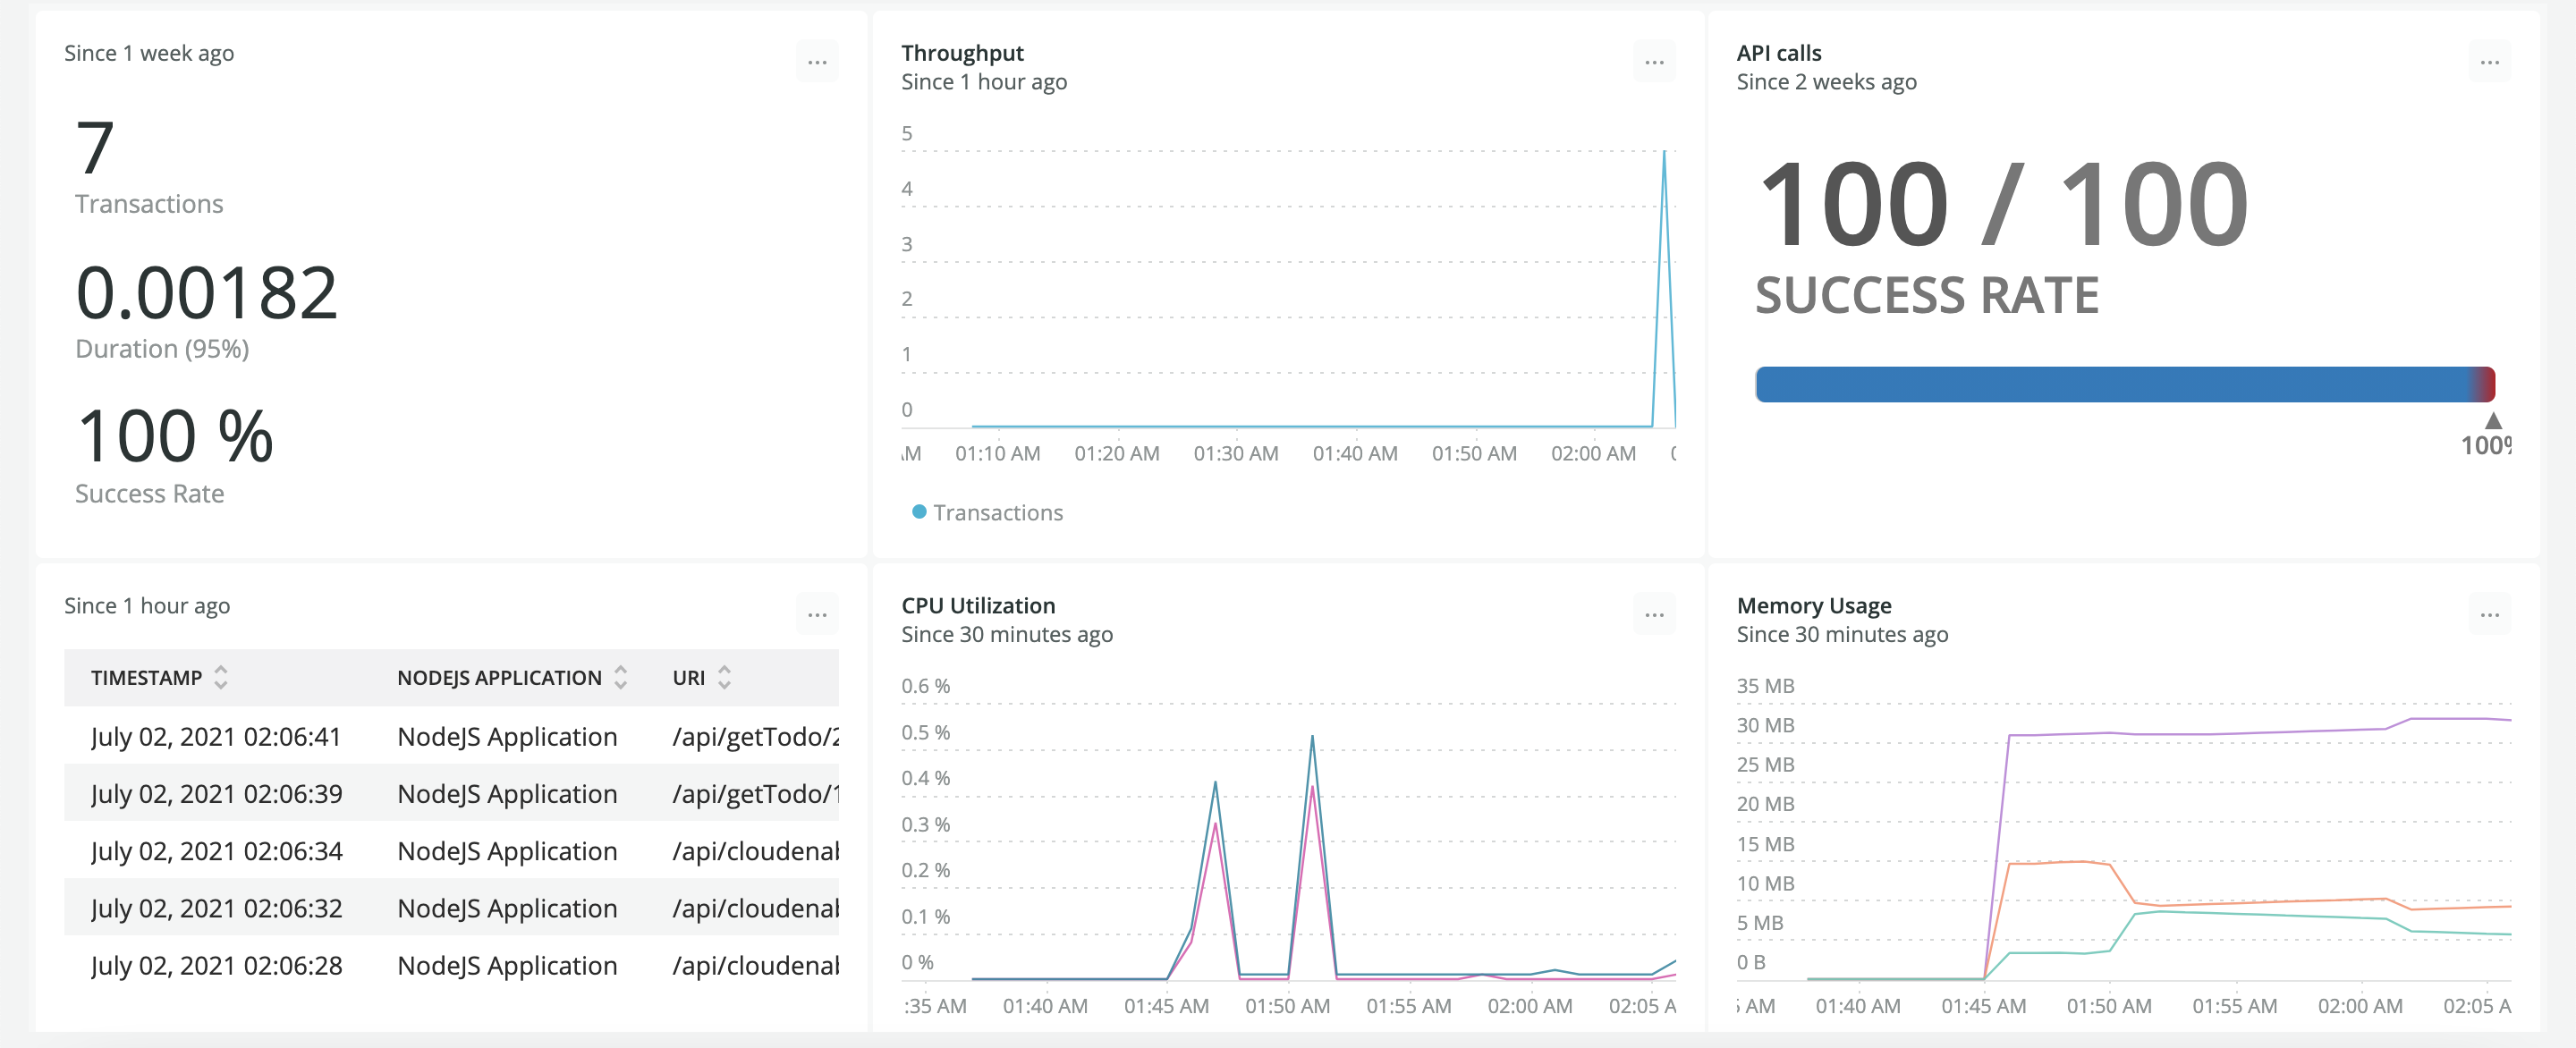 Since 1 week ago
...
7
Transactions
0.00182
Duration (95%)
100 %
Success Rate
Throughput
Since 1 hour ago
...
5
4
3
2
1
0
01:10 AM 01:20 AM 01:30 AM 01:40 AM 01:50 AM 02:00 AM
Transactions
API calls
Since 2 weeks ago
...
100 / 100
SUCCESS RATE
100%
Since 1 hour ago
...
TIMESTAMP NODEJS APPLICATION URI
July 02, 2021 02:06:41 NodeJS Application /api/getTodo/2
July 02, 2021 02:06:39 NodeJS Application /api/getTodo/1
July 02, 2021 02:06:34 NodeJS Application /api/cloudenab
July 02, 2021 02:06:32 NodeJS Application /api/cloudenab
July 02, 2021 02:06:28 NodeJS Application /api/cloudenab
CPU Utilization
Since 30 minutes ago
...
0.6 %
0.5 %
0.4 %
0.3 %
0.2 %
0.1 %
0 %
:35 AM 01:40 AM 01:45 AM 01:50 AM 01:55 AM 02:00 AM 02:05 A
Memory Usage
Since 30 minutes ago
...
35 MB
30 MB
25 MB
20 MB
15 MB
10 MB
5 MB
0 B
AM 01:40 AM 01:45 AM 01:50 AM 01:55 AM 02:00 AM 02:05 A